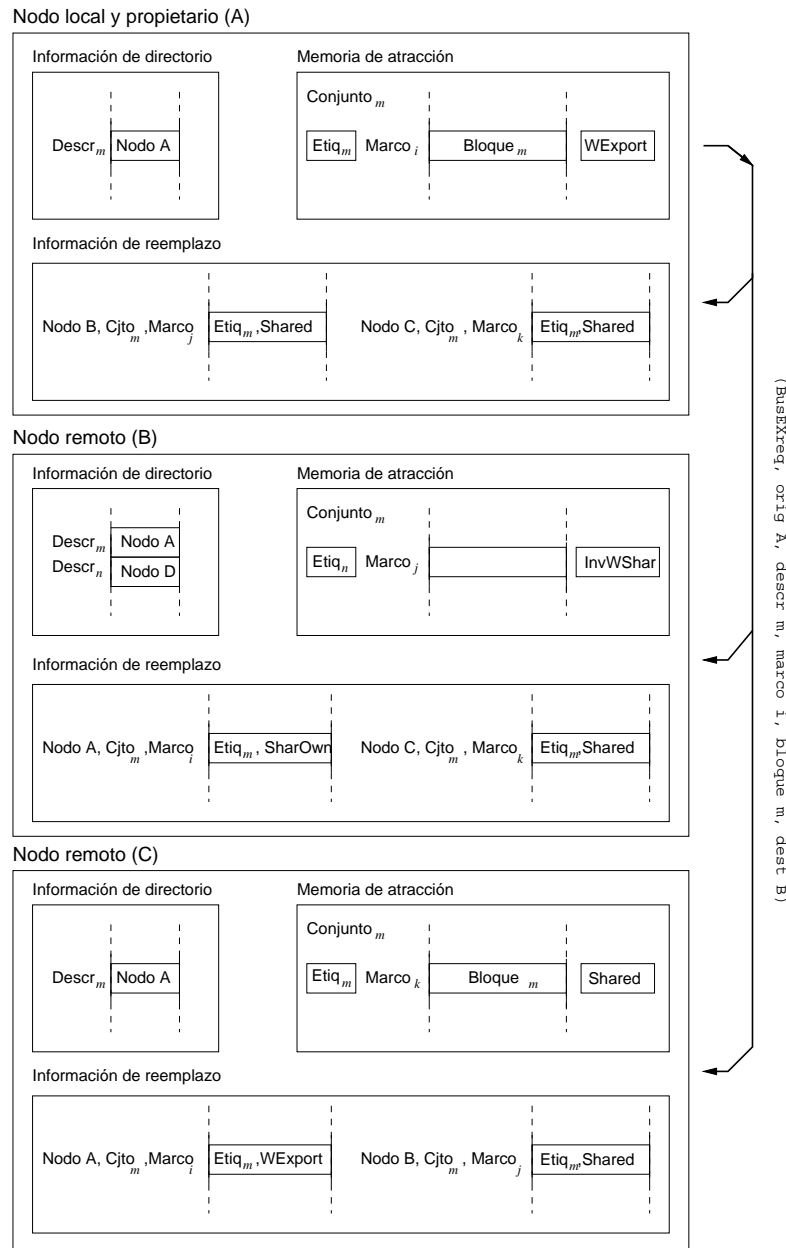 Nodo local y propietario (A)
Información de directorio
Memoria de atracción
Conjunto m
Descr m Nodo A
Etiq m Marco i Bloque m WExport
Información de reemplazo
Nodo B, Cjto m ,Marco j Etiq m ,Shared Nodo C, Cjto m , Marco k Etiq m ,Shared
Nodo remoto (B)
Información de directorio
Memoria de atracción
Conjunto m
Descr m Nodo A
Descr n Nodo D
Etiq n Marco j InvWShar
Información de reemplazo
Nodo A, Cjto m ,Marco i Etiq m , SharOwn Nodo C, Cjto m , Marco k Etiq m ,Shared
Nodo remoto (C)
Información de directorio
Memoria de atracción
Conjunto m
Descr m Nodo A
Etiq m Marco k Bloque m Shared
Información de reemplazo
Nodo A, Cjto m ,Marco i Etiq m ,WExport Nodo B, Cjto m , Marco j Etiq m ,Shared
(BusEXreq, orig A, descr m, marco i, bloque m, dest B)